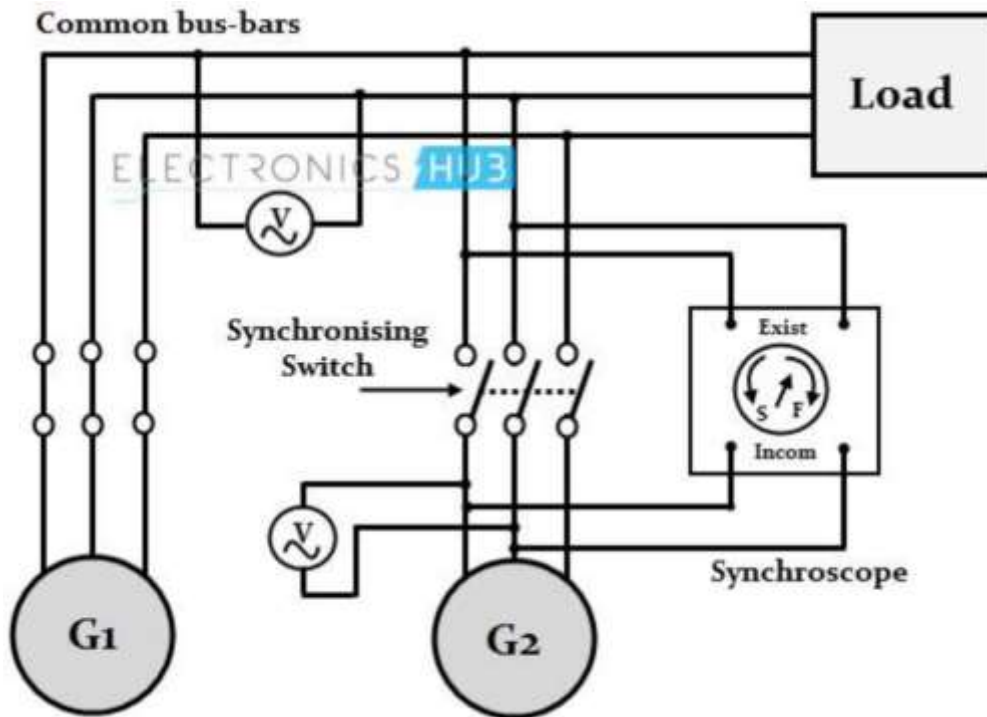 Common bus-bars
Load
ELECTRONICS HUB
V
Synchronising
Switch
Exist
S F
Incom
V
Synchroscope
G1
G2